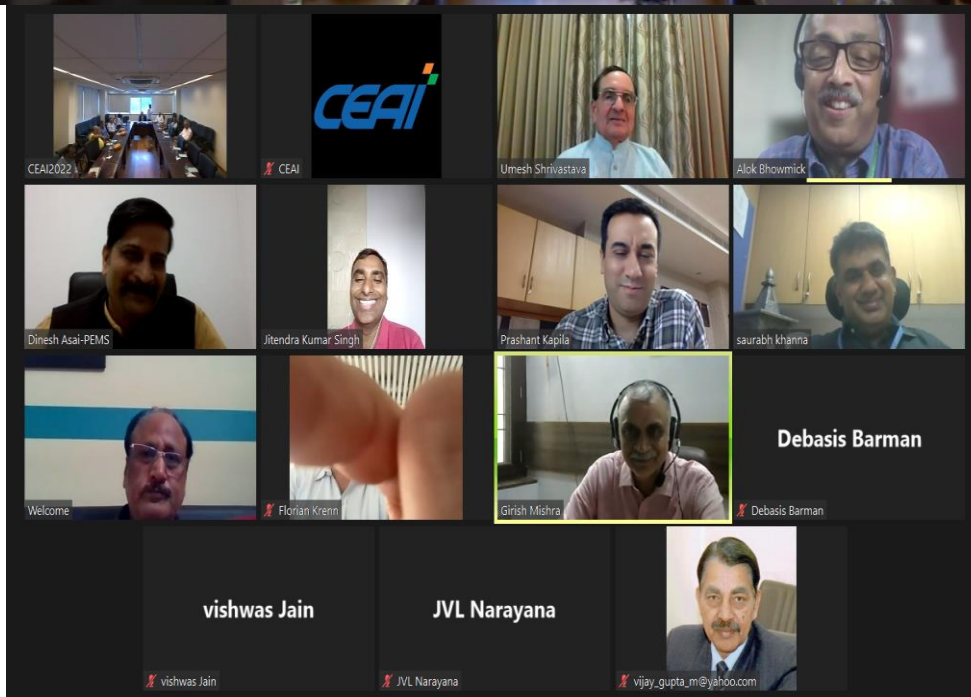 CEAI2022
CEAI
CEAI
Umesh Shrivastava
Alok Bhowmick
Dinesh Asai-PEMS
Jitendra Kumar Singh
Prashant Kapila
saurabh khanna
Welcome
Florian Krenn
Girish Mishra
Debasis Barman
Debasis Barman
vishwas Jain
vishwas Jain
JVL Narayana
JVL Narayana
vijay_gupta_m@yahoo.com